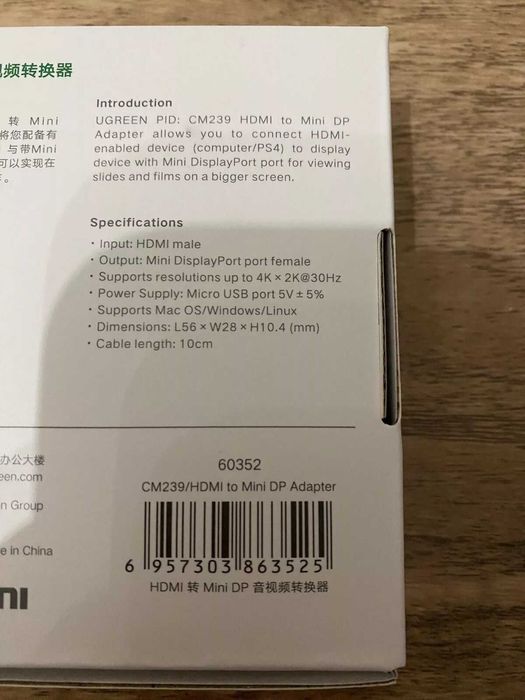 视频转换器
转 Mini
将您配备有
与带Mini
可以实现在
。
Introduction
UGREEN PID: CM239 HDMI to Mini DP
Adapter allows you to connect HDMI-
enabled device (computer/PS4) to display
device with Mini DisplayPort port for viewing
slides and films on a bigger screen.
Specifications
· Input: HDMI male
· Output: Mini DisplayPort port female
· Supports resolutions up to 4K × 2K@30Hz
· Power Supply: Micro USB port 5V ± 5%
· Supports Mac OS/Windows/Linux
· Dimensions: L56 × W28 × H10.4 (mm)
· Cable length: 10cm
办公大楼
een.com
n Group
e in China
60352
CM239/HDMI to Mini DP Adapter
6 957303 863525
HDMI 转 Mini DP 音视频转换器